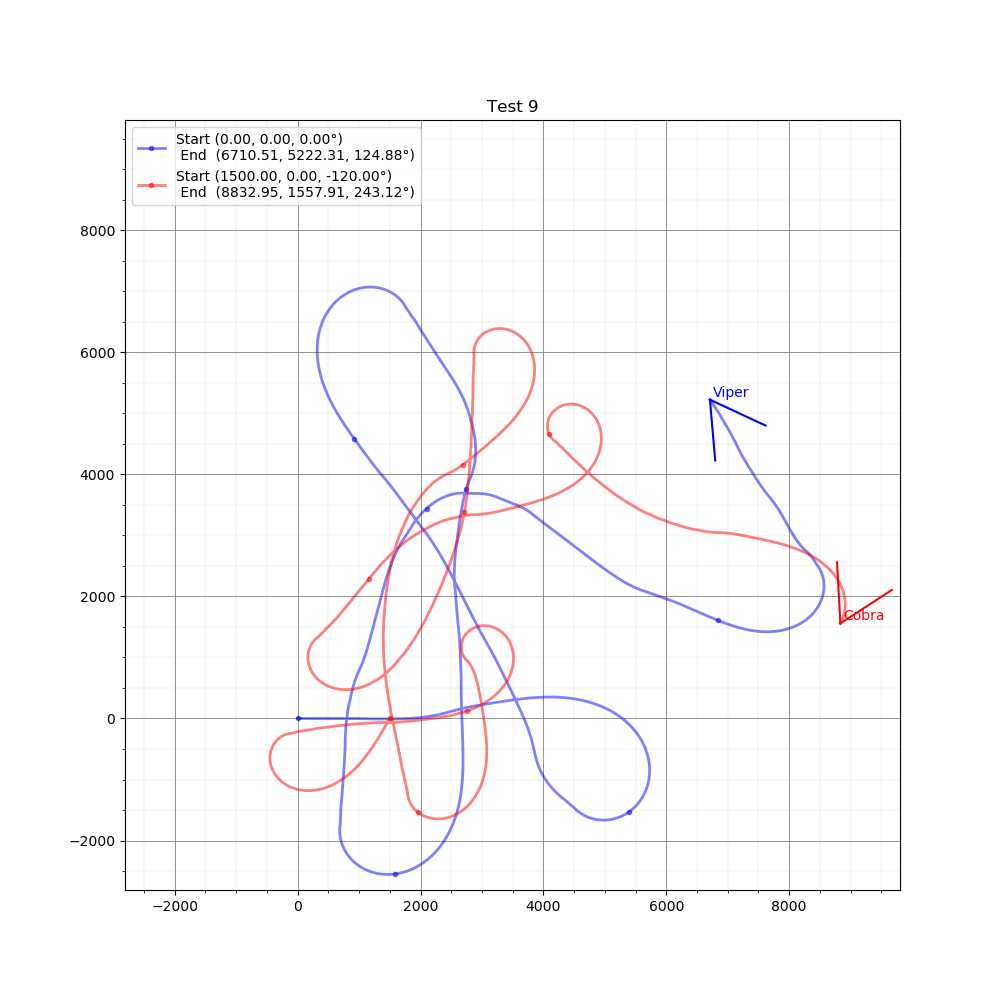 Test 9
Start (0.00, 0.00, 0.00°)
End  (6710.51, 5222.31, 124.88°)
Start (1500.00, 0.00, -120.00°)
End  (8832.95, 1557.91, 243.12°)
8000
6000
4000
2000
0
−2000
Viper
Cobra
−2000 0 2000 4000 6000 8000